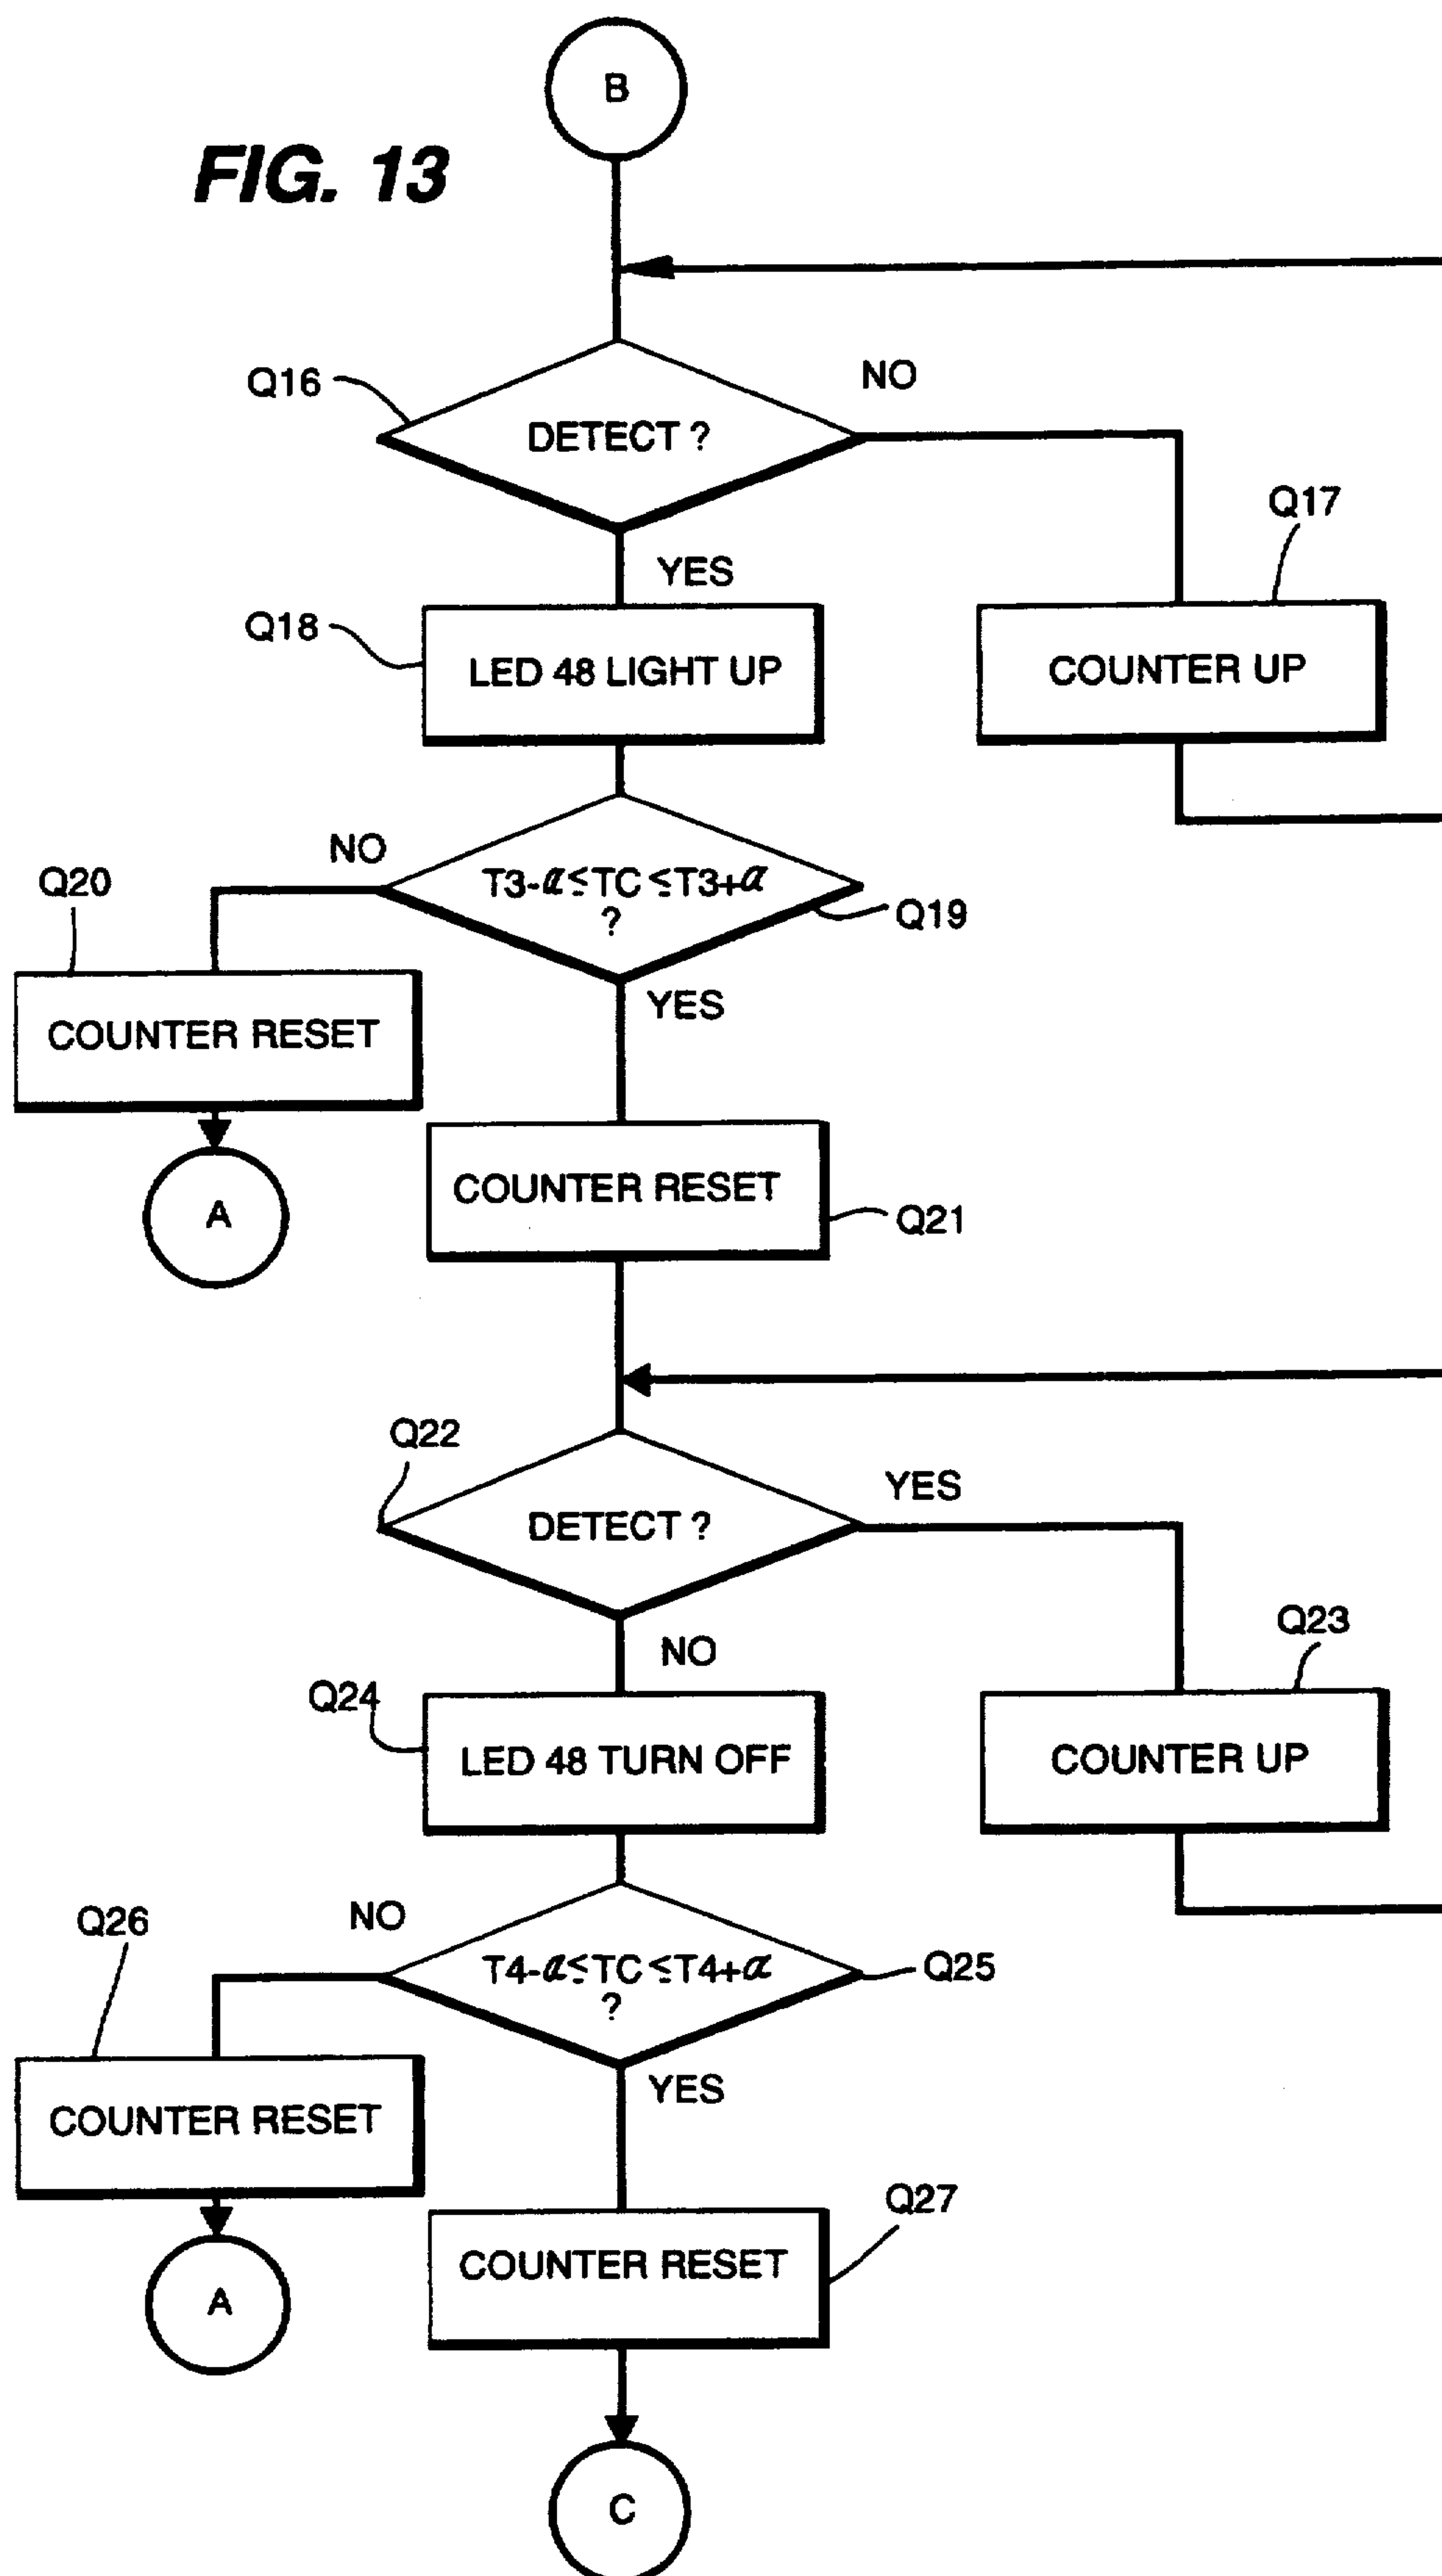 B
FIG. 13
Q16
NO
DETECT ?
Q17
YES
Q18
LED 48 LIGHT UP
COUNTER UP
NO
Q20
T3-α≤TC≤T3+α
?
Q19
YES
COUNTER RESET
A
COUNTER RESET
Q21
Q22
YES
DETECT ?
Q23
NO
Q24
LED 48 TURN OFF
COUNTER UP
NO
Q26
T4-α≤TC≤T4+α
?
Q25
YES
COUNTER RESET
Q27
A
COUNTER RESET
C